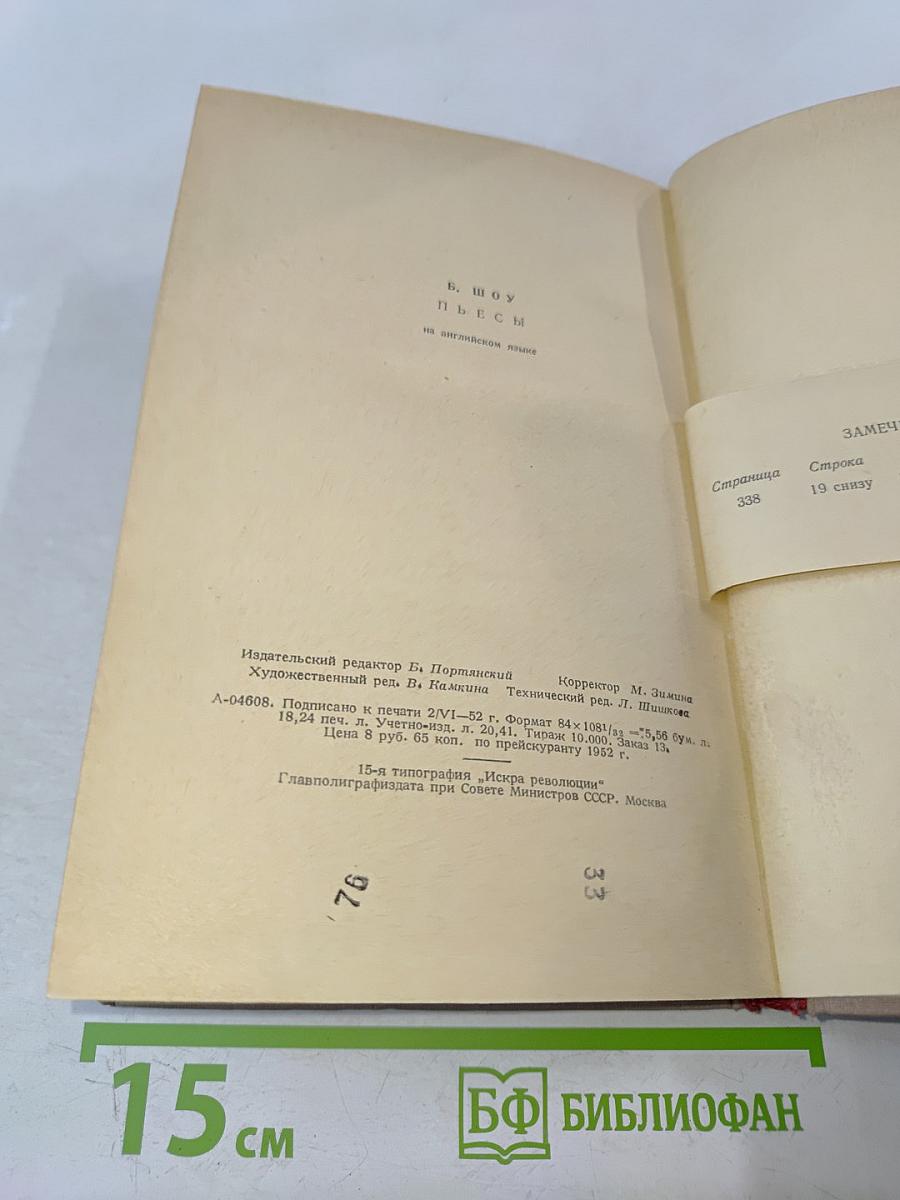 Б. ШОУ
ПЬЕСЫ
на английском языке
ЗАМЕЧ
Страница Строка
338 19 снизу
Издательский редактор Б. Портянский Корректор М. Зимина
Художественный ред. В. Камкина Технический ред. Л. Шишкова
А-04608. Подписано к печати 2/VI—52 г. Формат 84×108¹/₃₂ = 5,56 бум. л.
18,24 печ. л. Учетно-изд. л. 20,41. Тираж 10.000. Заказ 13.
Цена 8 руб. 65 коп. по прейскуранту 1952 г.
15-я типография „Искра революции“
Главполиграфиздата при Совете Министров СССР. Москва
76
33
15 см
БФ БИБЛИОФАН